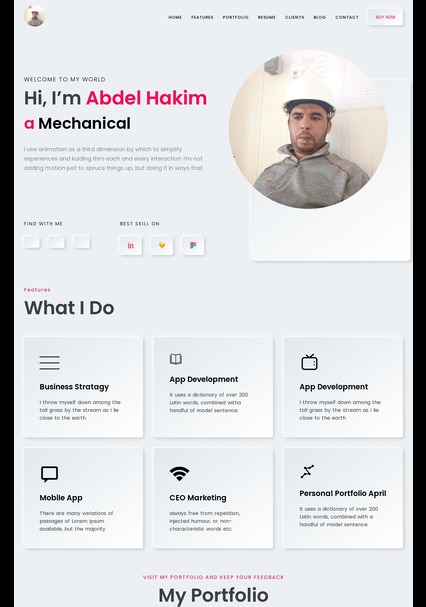 HOME FEATURES PORTFOLIO RESUME CLIENTS BLOG CONTACT BUY NOW
WELCOME TO MY WORLD
Hi, I'm Abdel Hakim
a Mechanical
I use animation as a third dimension by which to simplify
experiences and kuiding thro each and every interaction. I'm not
adding motion just to spruce things up, but doing it in ways that.
FIND WITH ME
BEST SKILL ON
in
Features
What I Do
Business Stratagy
I throw myself down among the
tall grass by the stream as I lie
close to the earth.
App Development
It uses a dictionary of over 200
Latin words, combined witha
handful of model sentence.
App Development
I throw myself down among the
tall grass by the stream as I lie
close to the earth.
Mobile App
There are many variations of
passages of Lorem Ipsum
available, but the majority.
CEO Marketing
always free from repetition,
injected humour, or non-
characteristic words etc.
Personal Portfolio April
It uses a dictionary of over 200
Latin words, combined with a
handful of model sentence.
VISIT MY PORTFOLIO AND KEEP YOUR FEEDBACK
My Portfolio